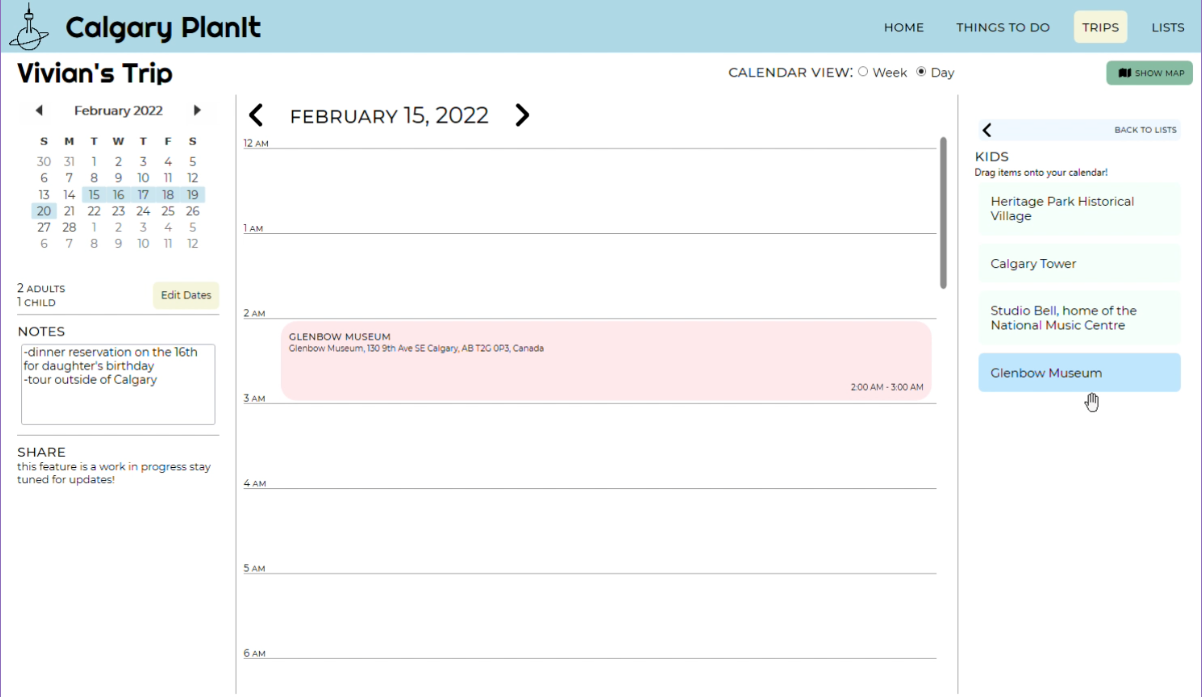 Calgary PlanIt
HOME
THINGS TO DO
TRIPS
LISTS
Vivian's Trip
CALENDAR VIEW: Week Day
SHOW MAP
February 2022
S M T W T F S
30 31 1 2 3 4 5
6 7 8 9 10 11 12
13 14 15 16 17 18 19
20 21 22 23 24 25 26
27 28 1 2 3 4 5
6 7 8 9 10 11 12
2 ADULTS
1 CHILD
Edit Dates
NOTES
-dinner reservation on the 16th
for daughter's birthday
-tour outside of Calgary
SHARE
this feature is a work in progress stay
tuned for updates!
FEBRUARY 15, 2022
12 AM
1 AM
2 AM
GLENBOW MUSEUM
Glenbow Museum, 130 9th Ave SE Calgary, AB T2G 0P3, Canada
2:00 AM - 3:00 AM
3 AM
4 AM
5 AM
6 AM
BACK TO LISTS
KIDS
Drag items onto your calendar!
Heritage Park Historical
Village
Calgary Tower
Studio Bell, home of the
National Music Centre
Glenbow Museum